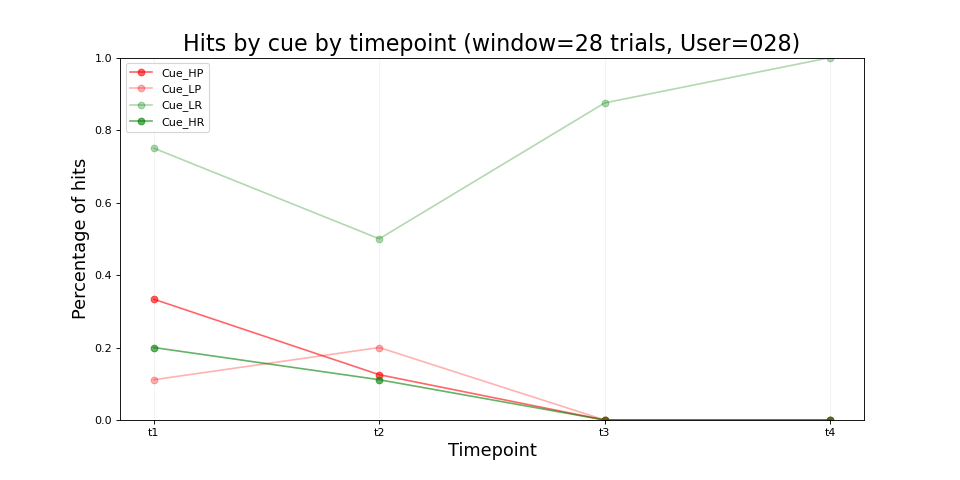 Hits by cue by timepoint (window=28 trials, User=028)
Percentage of hits
1.0
0.8
0.6
0.4
0.2
0.0
Cue_HP
Cue_LP
Cue_LR
Cue_HR
t1
t2
t3
t4
Timepoint